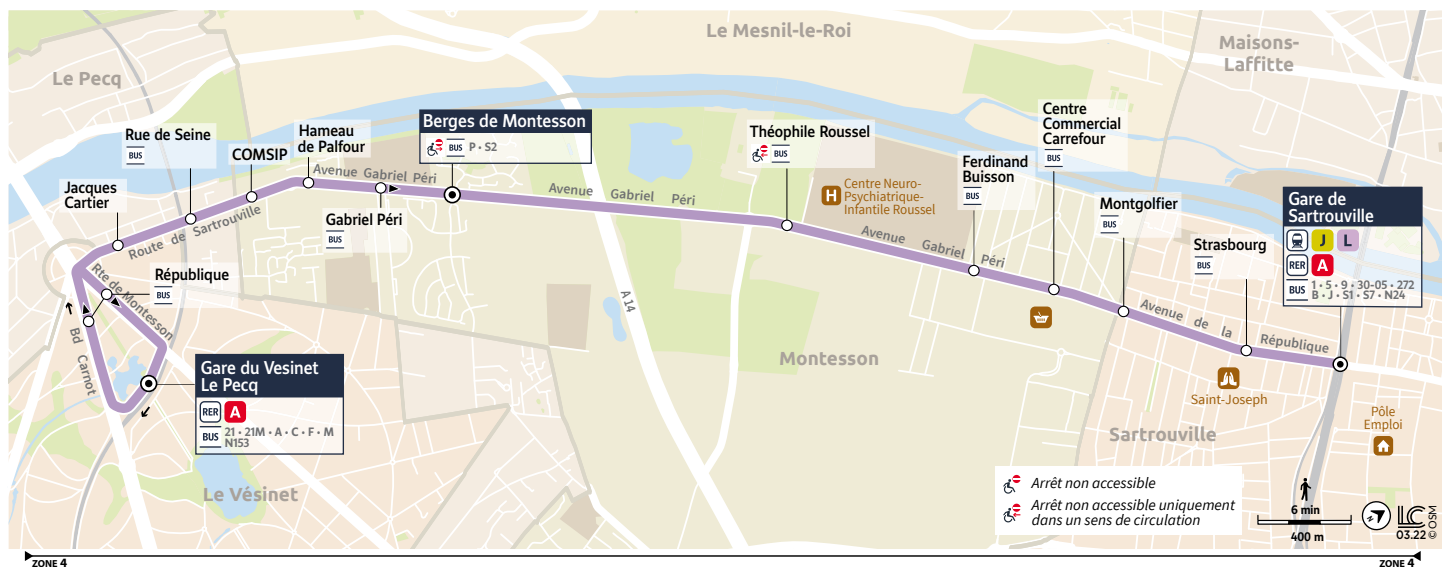 Le Mesnil-le-Roi
Maisons-
Laffitte
Le Pecq
Berges de Montesson
BUS P • S2
Rue de Seine
BUS
Hameau
de Palfour
COMSIP
Avenue Gabriel Péri
Jacques
Cartier
Gabriel Péri
BUS
Route de Sartrouville
Avenue Gabriel Péri
Théophile Roussel
BUS
H
Centre Neuro-
Psychiatrique-
Infantile Roussel
Avenue Gabriel Péri
Ferdinand
Buisson
BUS
Centre
Commercial
Carrefour
BUS
Montgolfier
BUS
Strasbourg
BUS
Gare de
Sartrouville
J L
RER A
BUS 1 • 5 • 9 • 30-05 • 272
B • J • S1 • S7 • N24
Avenue de la République
République
BUS
Rte de Montesson
Bd Carnot
A 14
Gare du Vesinet
Le Pecq
RER A
BUS 21 • 21M • A • C • F • M
N153
Montesson
Saint-Joseph
Pôle
Emploi
Sartrouville
Le Vésinet
Arrêt non accessible
Arrêt non accessible uniquement
dans un sens de circulation
6 min
400 m
LC
03.22
© OSM
ZONE 4
ZONE 4